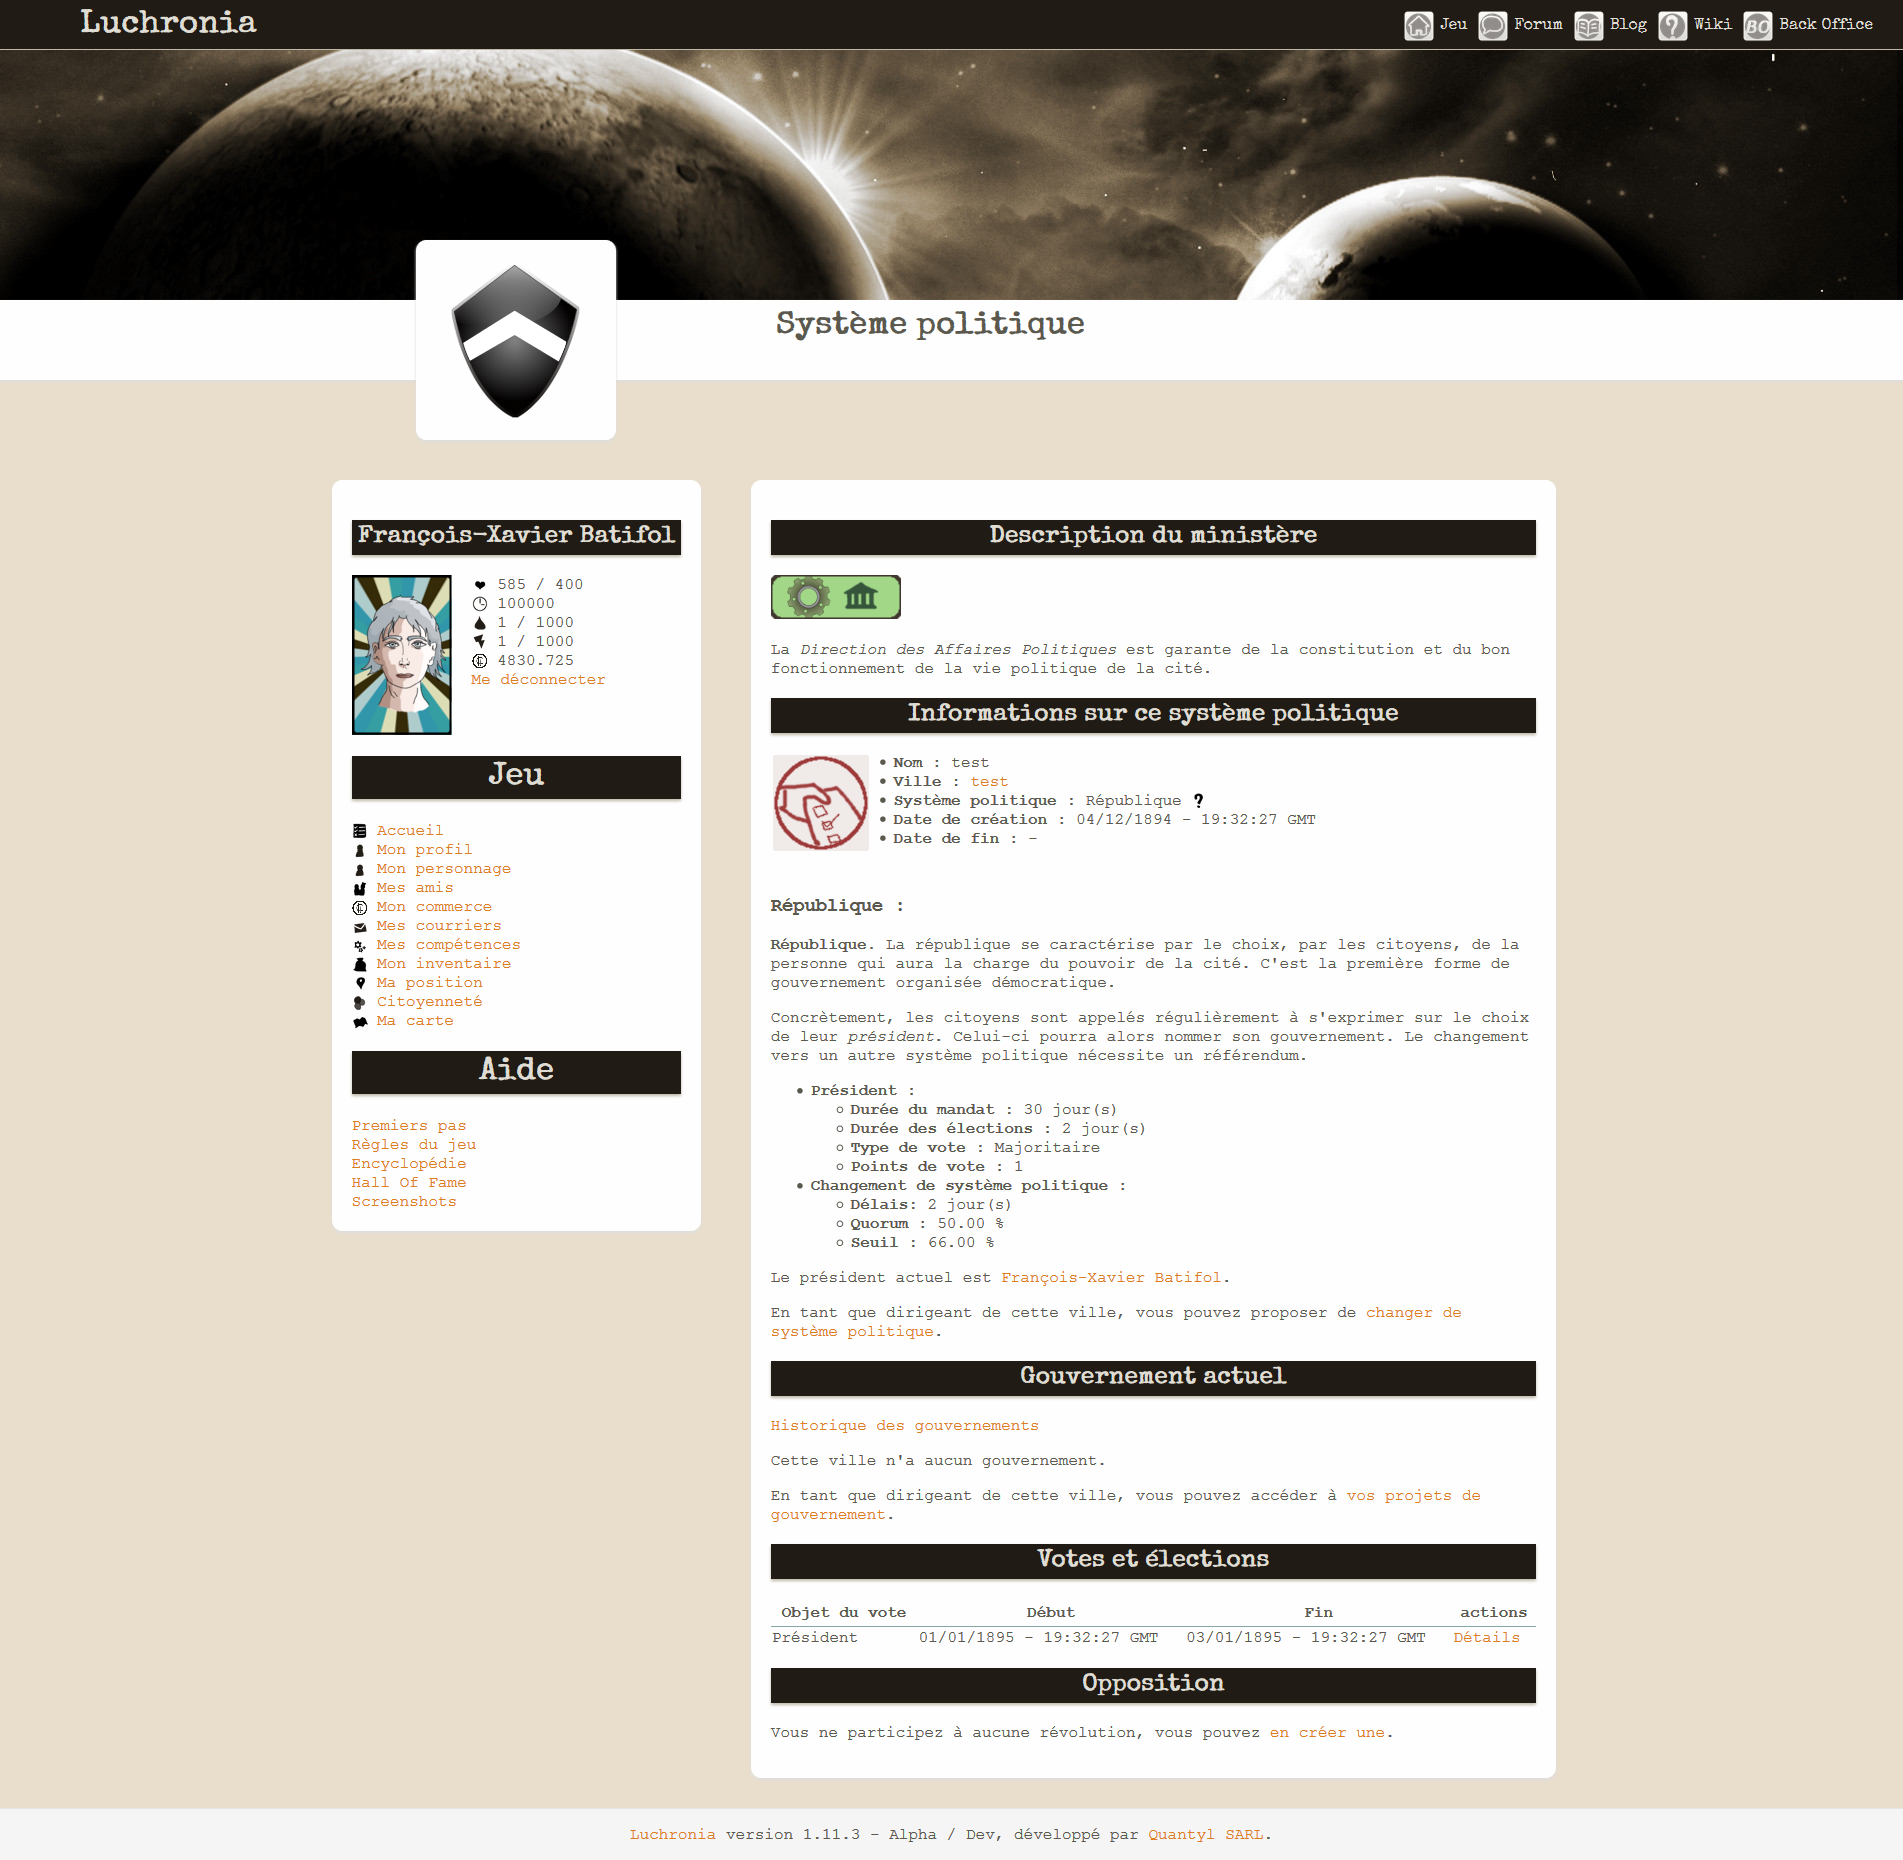 Luchronia
Jeu Forum Blog Wiki BO Back Office
Système politique
François-Xavier Batifol
585 / 400
100000
1 / 1000
1 / 1000
4830.725
Me déconnecter
Jeu
Accueil
Mon profil
Mon personnage
Mes amis
Mon commerce
Mes courriers
Mes compétences
Mon inventaire
Ma position
Citoyenneté
Ma carte
Aide
Premiers pas
Règles du jeu
Encyclopédie
Hall Of Fame
Screenshots
Description du ministère
La Direction des Affaires Politiques est garante de la constitution et du bon
fonctionnement de la vie politique de la cité.
Informations sur ce système politique
• Nom : test
• Ville : test
• Système politique : République ?
• Date de création : 04/12/1894 - 19:32:27 GMT
• Date de fin : -
République :
République. La république se caractérise par le choix, par les citoyens, de la
personne qui aura la charge du pouvoir de la cité. C'est la première forme de
gouvernement organisée démocratique.
Concrètement, les citoyens sont appelés régulièrement à s'exprimer sur le choix
de leur président. Celui-ci pourra alors nommer son gouvernement. Le changement
vers un autre système politique nécessite un référendum.
• Président :
◦ Durée du mandat : 30 jour(s)
◦ Durée des élections : 2 jour(s)
◦ Type de vote : Majoritaire
◦ Points de vote : 1
• Changement de système politique :
◦ Délais: 2 jour(s)
◦ Quorum : 50.00 %
◦ Seuil : 66.00 %
Le président actuel est François-Xavier Batifol.
En tant que dirigeant de cette ville, vous pouvez proposer de changer de
système politique.
Gouvernement actuel
Historique des gouvernements
Cette ville n'a aucun gouvernement.
En tant que dirigeant de cette ville, vous pouvez accéder à vos projets de
gouvernement.
Votes et élections
Objet du vote Début Fin actions
Président 01/01/1895 - 19:32:27 GMT 03/01/1895 - 19:32:27 GMT Détails
Opposition
Vous ne participez à aucune révolution, vous pouvez en créer une.
Luchronia version 1.11.3 - Alpha / Dev, développé par Quantyl SARL.